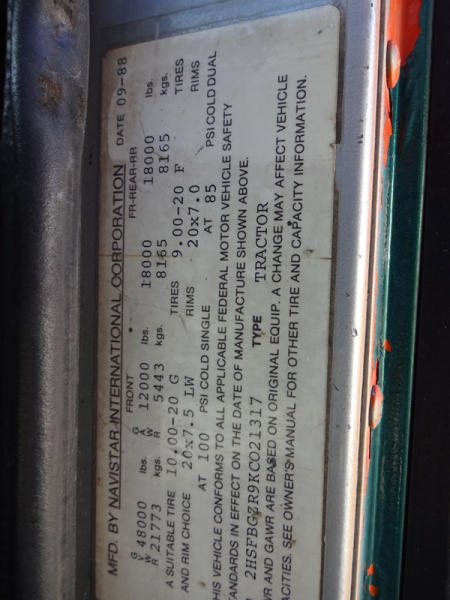 MFD. BY NAVISTAR INTERNATIONAL CORPORATION DATE 09-88
FRONT FR-REAR-RR
GVWR 48000 lbs. GAWR 12000 lbs. 18000 18000 lbs.
21773 kgs. 5443 kgs. 8165 8165 kgs.
A SUITABLE TIRE 10.00-20 G TIRES 9.00-20 F TIRES
AND RIM CHOICE 20x7.5 LW RIMS 20x7.0 RIMS
AT 100 PSI COLD SINGLE AT 85 PSI COLD DUAL
HIS VEHICLE CONFORMS TO ALL APPLICABLE FEDERAL MOTOR VEHICLE SAFETY
TANDARDS IN EFFECT ON THE DATE OF MANUFACTURE SHOWN ABOVE.
2HSFBGZR9KC021317 TYPE TRACTOR
WR AND GAWR ARE BASED ON ORIGINAL EQUIP. A CHANGE MAY AFFECT VEHICLE
ACITIES. SEE OWNER'S MANUAL FOR OTHER TIRE AND CAPACITY INFORMATION.